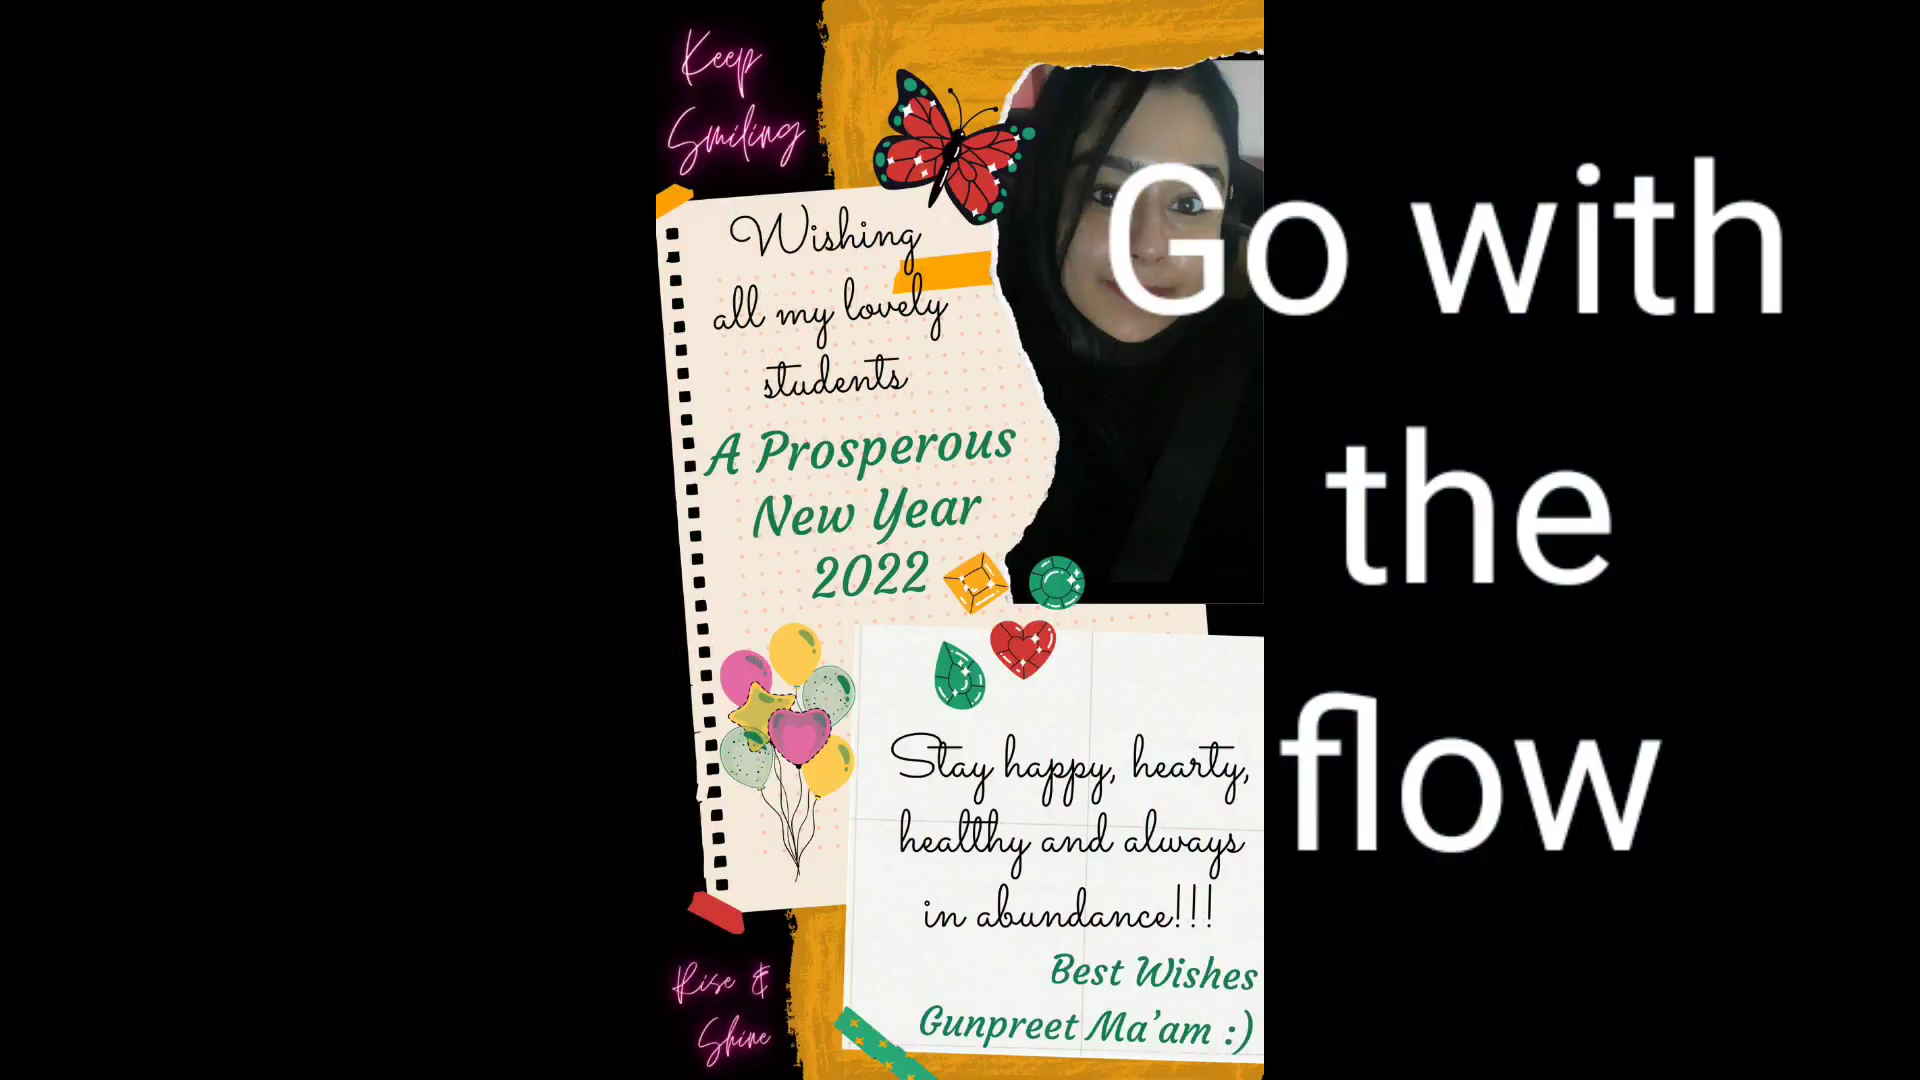 Keep
Smiling
Wishing
all my lovely
students
A Prosperous
New Year
2022
Stay happy, hearty,
healthy and always
in abundance!!!
Best Wishes
Gunpreet Ma'am :)
Rise &
Shine
Go with
the
flow